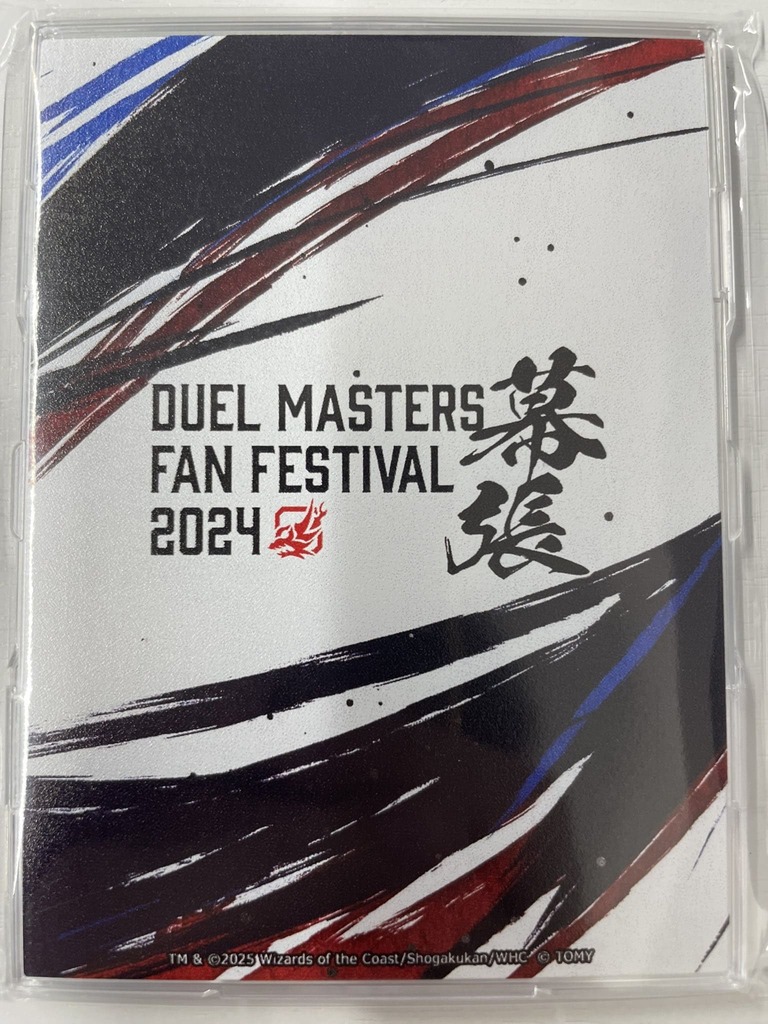 DUEL MASTERS
FAN FESTIVAL
2024
幕張
TM & ©2025 Wizards of the Coast/Shogakukan/WHC © TOMY